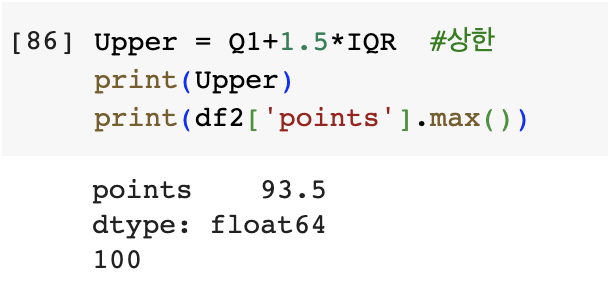 [86] Upper = Q1+1.5*IQR  #상한
print(Upper)
print(df2['points'].max())
points    93.5
dtype: float64
100